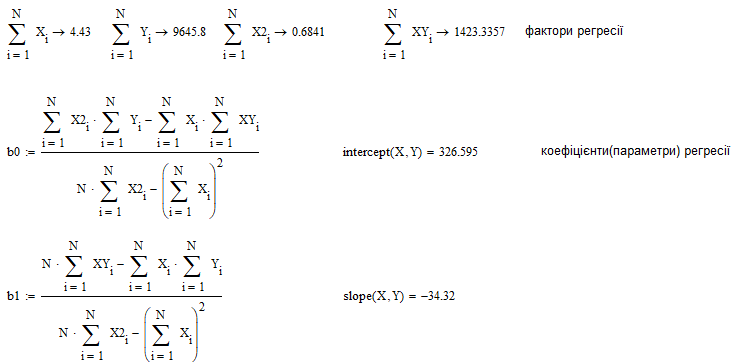 ∑_{i=1}^{N} X_i → 4.43 ∑_{i=1}^{N} Y_i → 9645.8 ∑_{i=1}^{N} X2_i → 0.6841 ∑_{i=1}^{N} XY_i → 1423.3357 фактори регресії
b0 := (∑_{i=1}^{N} X2_i · ∑_{i=1}^{N} Y_i − ∑_{i=1}^{N} X_i · ∑_{i=1}^{N} XY_i) / (N · ∑_{i=1}^{N} X2_i − (∑_{i=1}^{N} X_i)^2) intercept(X,Y) = 326.595 коефіцієнти(параметри) регресії
b1 := (N · ∑_{i=1}^{N} XY_i − ∑_{i=1}^{N} X_i · ∑_{i=1}^{N} Y_i) / (N · ∑_{i=1}^{N} X2_i − (∑_{i=1}^{N} X_i)^2) slope(X,Y) = −34.32